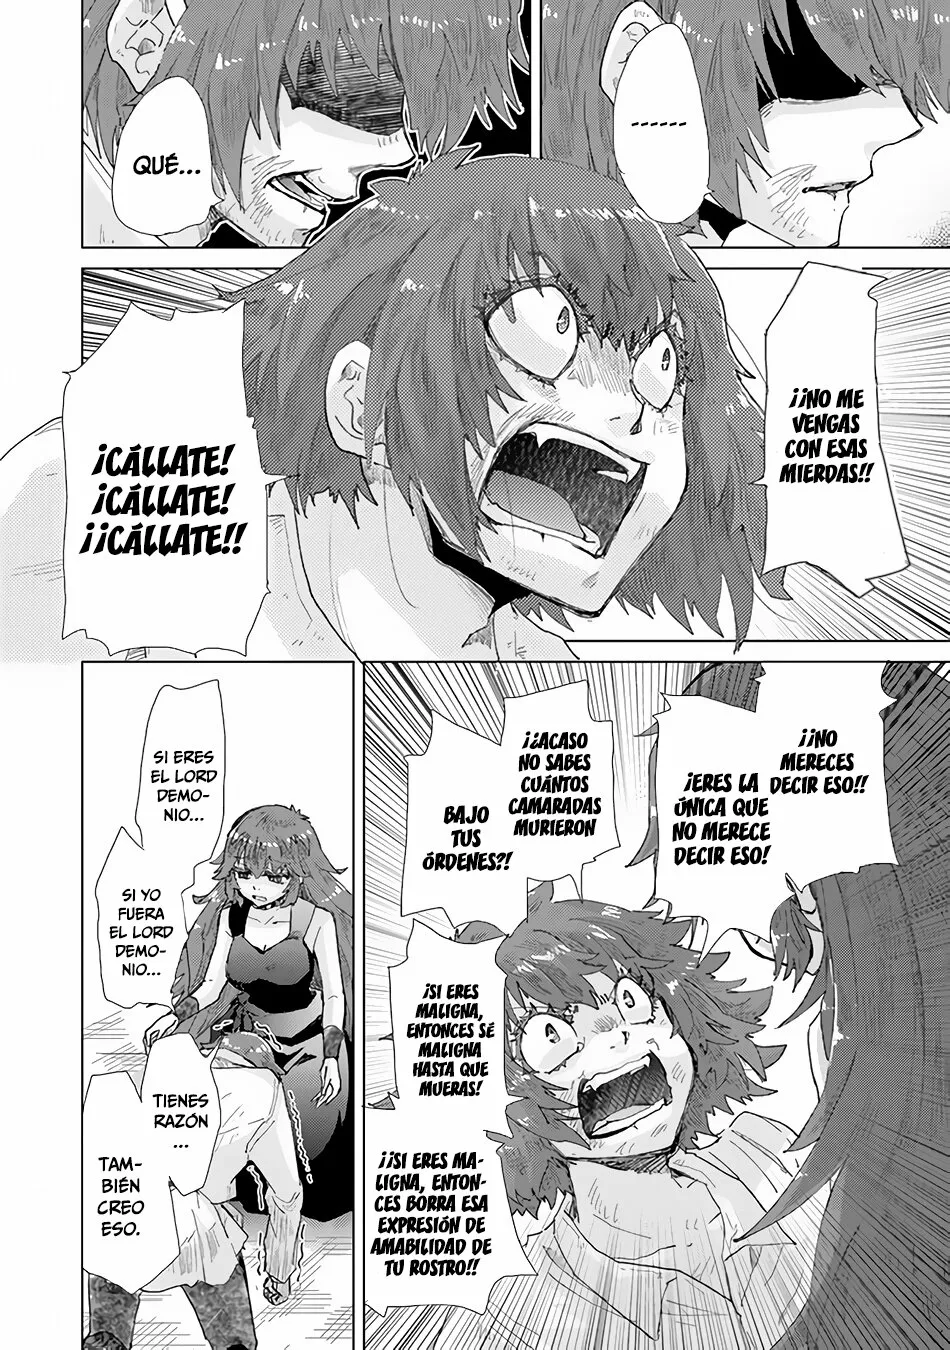 ------
QUÉ...
¡¡NO ME
VENGAS
CON ESAS
MIERDAS!!
¡CÁLLATE!
¡CÁLLATE!
¡¡CÁLLATE!!
¡¡NO
MERECES
DECIR ESO!!
¡ERES LA
ÚNICA QUE
NO MERECE
DECIR ESO!
¡¿ACASO
NO SABES
CUÁNTOS
CAMARADAS
MURIERON
BAJO
TUS
ÓRDENES?!
¡SI ERES
MALIGNA,
ENTONCES SÉ
MALIGNA
HASTA QUE
MUERAS!
¡¡SI ERES MA-
LIGNA, ENTON-
CES BORRA ESA
EXPRESIÓN DE
AMABILIDAD DE
TU ROSTRO!!
SI ERES
EL LORD
DEMO-
NIO...
SI YO
FUERA
EL LORD
DEMO-
NIO...
TIENES
RAZÓN
...
TAM-
BIÉN
CREO
ESO.